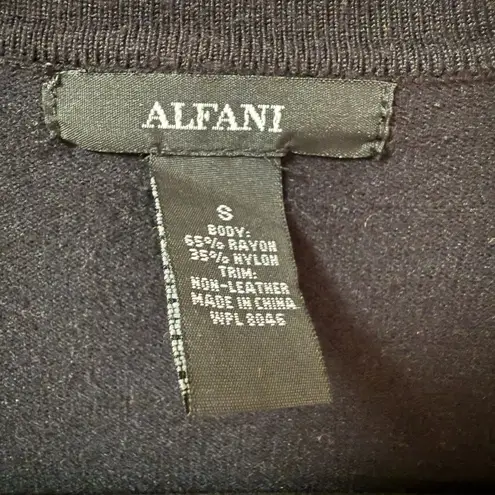 ALFANI
S
BODY:
65% RAYON
35% NYLON
TRIM:
NON-LEATHER
MADE IN CHINA
WPL 8046